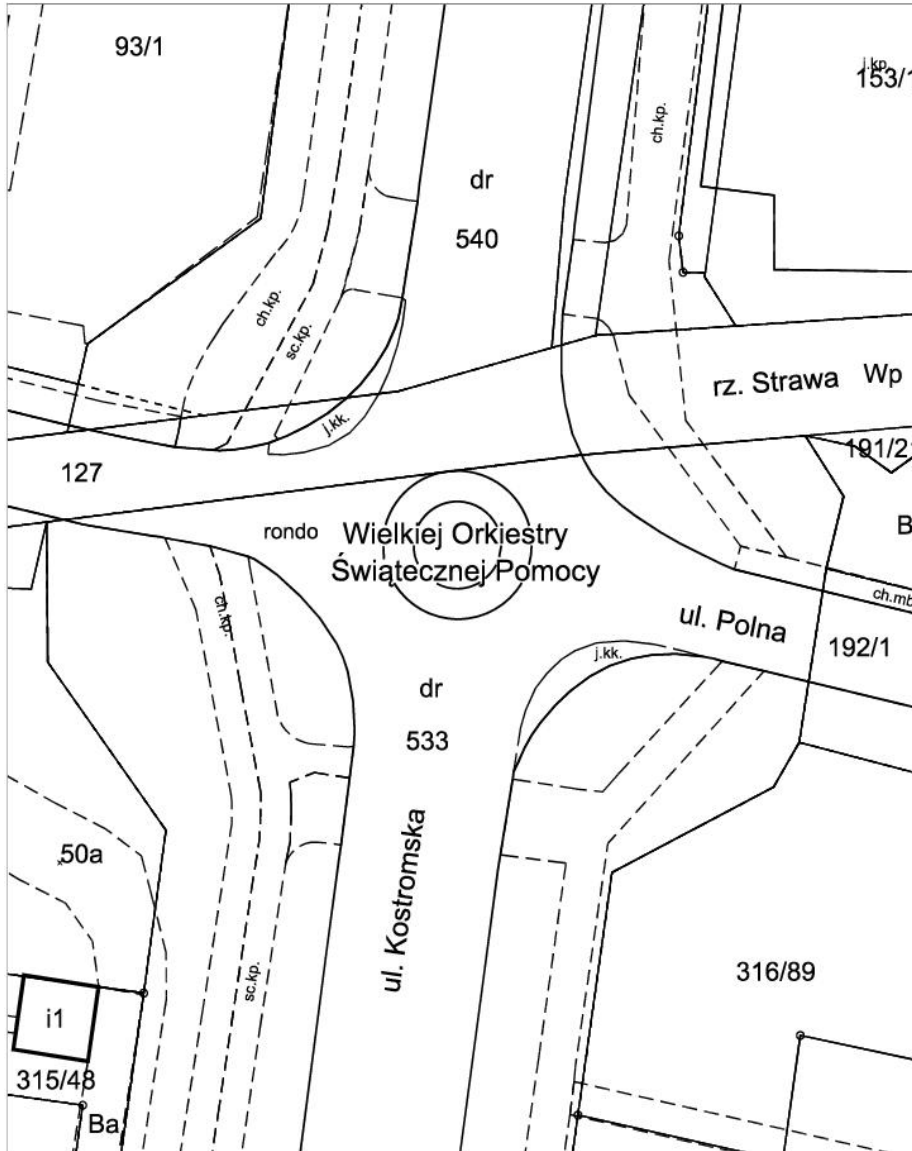 93/1
j.kp.
153/1
ch.kp.
dr
540
ch.kp.
sc.kp.
rz. Strawa Wp
j.kk.
127
191/21
rondo Wielkiej Orkiestry
Świątecznej Pomocy
B
ch.kp.
ch.mb
ul. Polna
192/1
j.kk.
dr
533
50a
ul. Kostromska
316/89
sc.kp.
i1
315/48
Ba